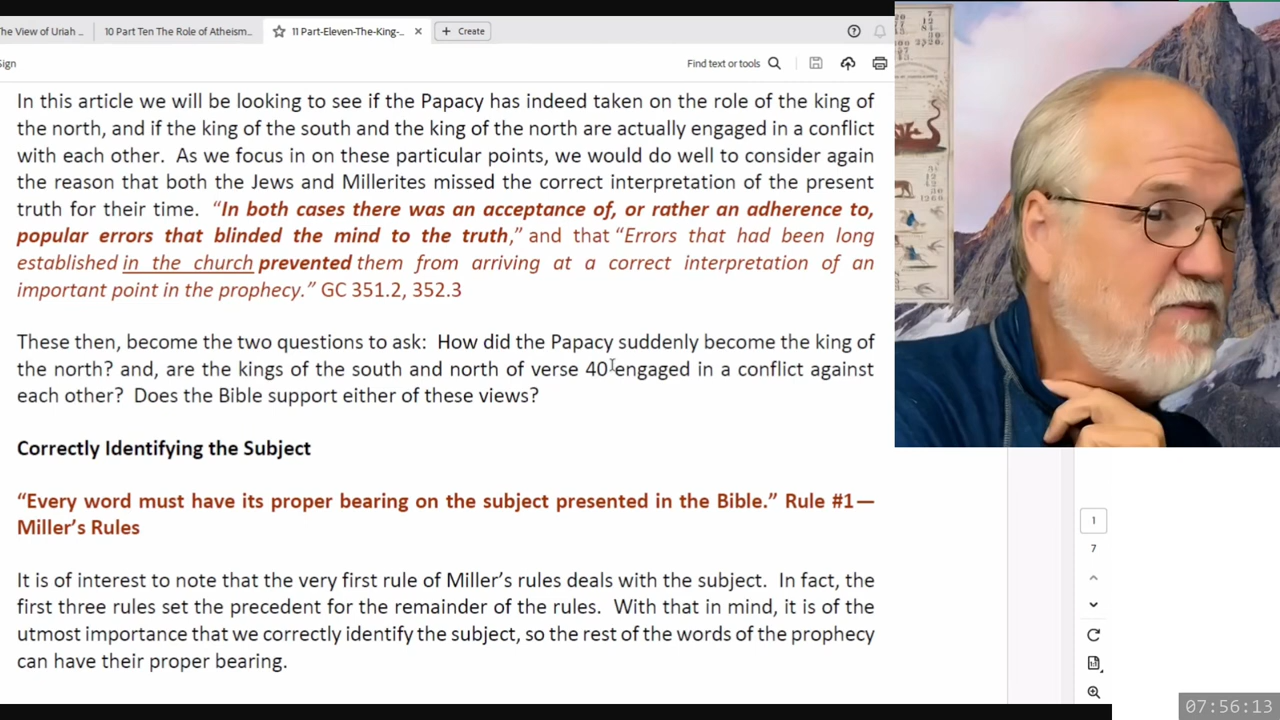 The View of Uriah ...
10 Part Ten The Role of Atheism...
11 Part-Eleven-The-King-...
Create
Sign
Find text or tools
In this article we will be looking to see if the Papacy has indeed taken on the role of the king of
the north, and if the king of the south and the king of the north are actually engaged in a conflict
with each other. As we focus in on these particular points, we would do well to consider again
the reason that both the Jews and Millerites missed the correct interpretation of the present
truth for their time. “In both cases there was an acceptance of, or rather an adherence to,
popular errors that blinded the mind to the truth,” and that “Errors that had been long
established in the church prevented them from arriving at a correct interpretation of an
important point in the prophecy.” GC 351.2, 352.3
These then, become the two questions to ask: How did the Papacy suddenly become the king of
the north? and, are the kings of the south and north of verse 40 engaged in a conflict against
each other? Does the Bible support either of these views?
Correctly Identifying the Subject
“Every word must have its proper bearing on the subject presented in the Bible.” Rule #1—
Miller’s Rules
It is of interest to note that the very first rule of Miller’s rules deals with the subject. In fact, the
first three rules set the precedent for the remainder of the rules. With that in mind, it is of the
utmost importance that we correctly identify the subject, so the rest of the words of the prophecy
can have their proper bearing.
1
7
07:56:13